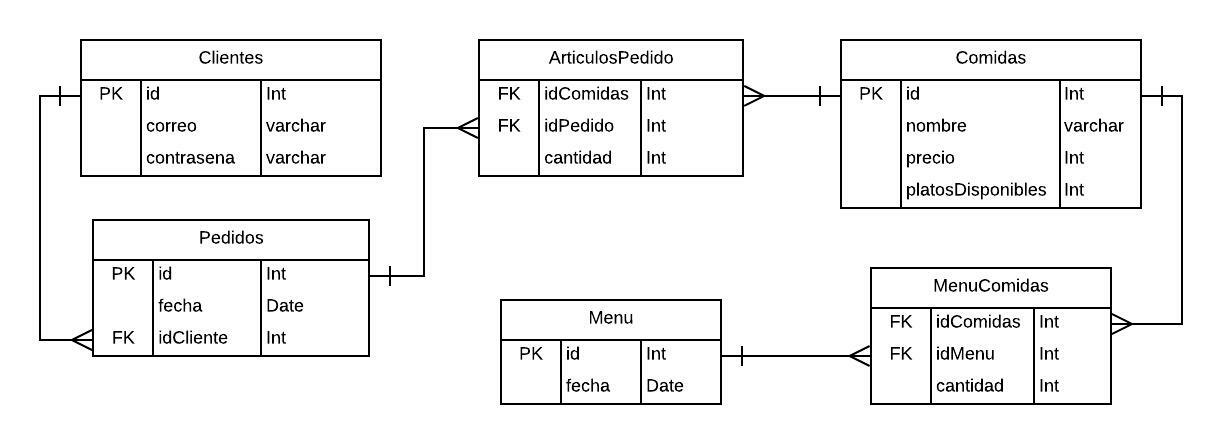 Clientes
PK id Int
correo varchar
contrasena varchar
ArticulosPedido
FK idComidas Int
FK idPedido Int
cantidad Int
Comidas
PK id Int
nombre varchar
precio Int
platosDisponibles Int
Pedidos
PK id Int
fecha Date
FK idCliente Int
Menu
PK id Int
fecha Date
MenuComidas
FK idComidas Int
FK idMenu Int
cantidad Int